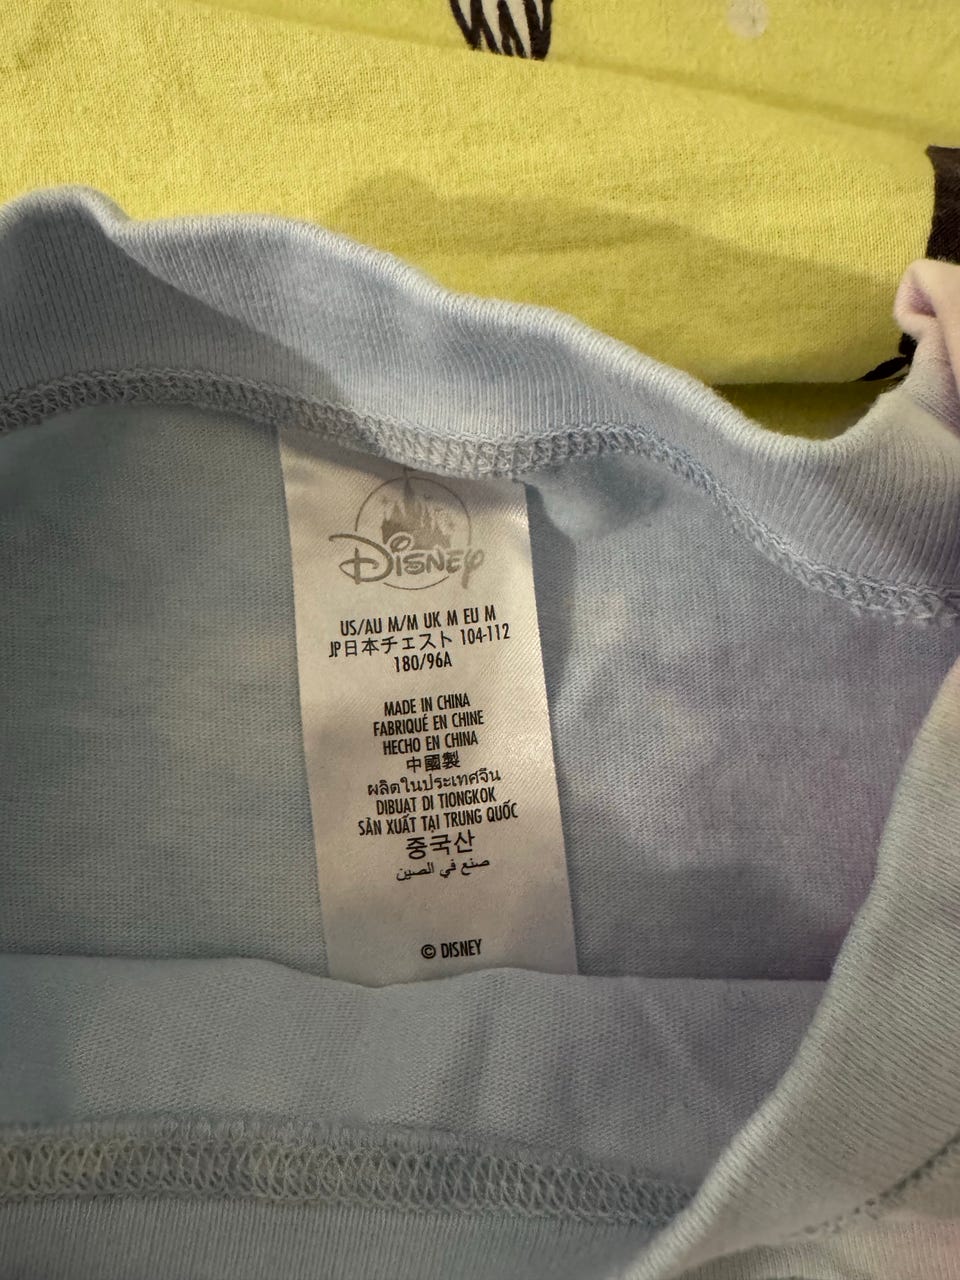 Disney
US/AU M/M UK M EU M
JP日本チェスト 104-112
180/96A
MADE IN CHINA
FABRIQUÉ EN CHINE
HECHO EN CHINA
中國製
ผลิตในประเทศจีน
DIBUAT DI TIONGKOK
SẢN XUẤT TẠI TRUNG QUỐC
중국산
صنع في الصين
© DISNEY